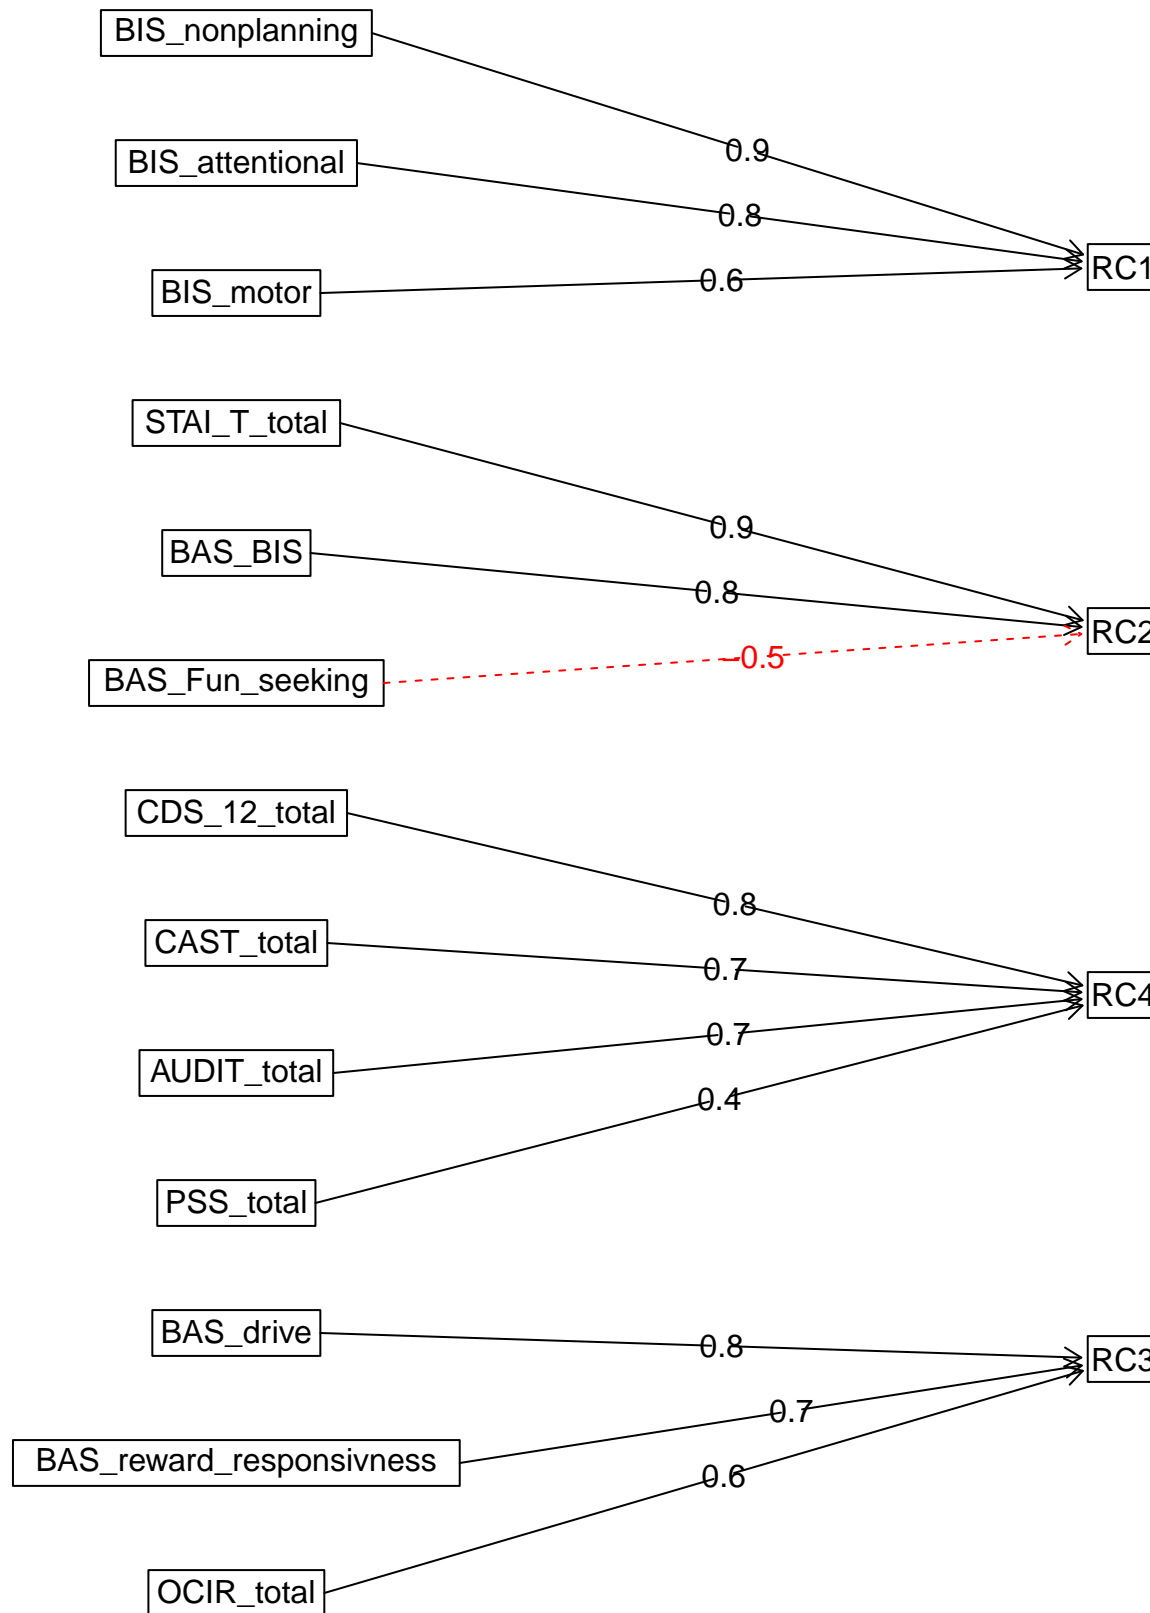 BIS_nonplanning
0.9
BIS_attentional
0.8
RC1
BIS_motor
0.6
STAI_T_total
0.9
BAS_BIS
0.8
RC2
BAS_Fun_seeking
−0.5
CDS_12_total
0.8
CAST_total
0.7
RC4
AUDIT_total
0.7
0.4
PSS_total
BAS_drive
0.8
RC3
BAS_reward_responsivness
0.7
0.6
OCIR_total